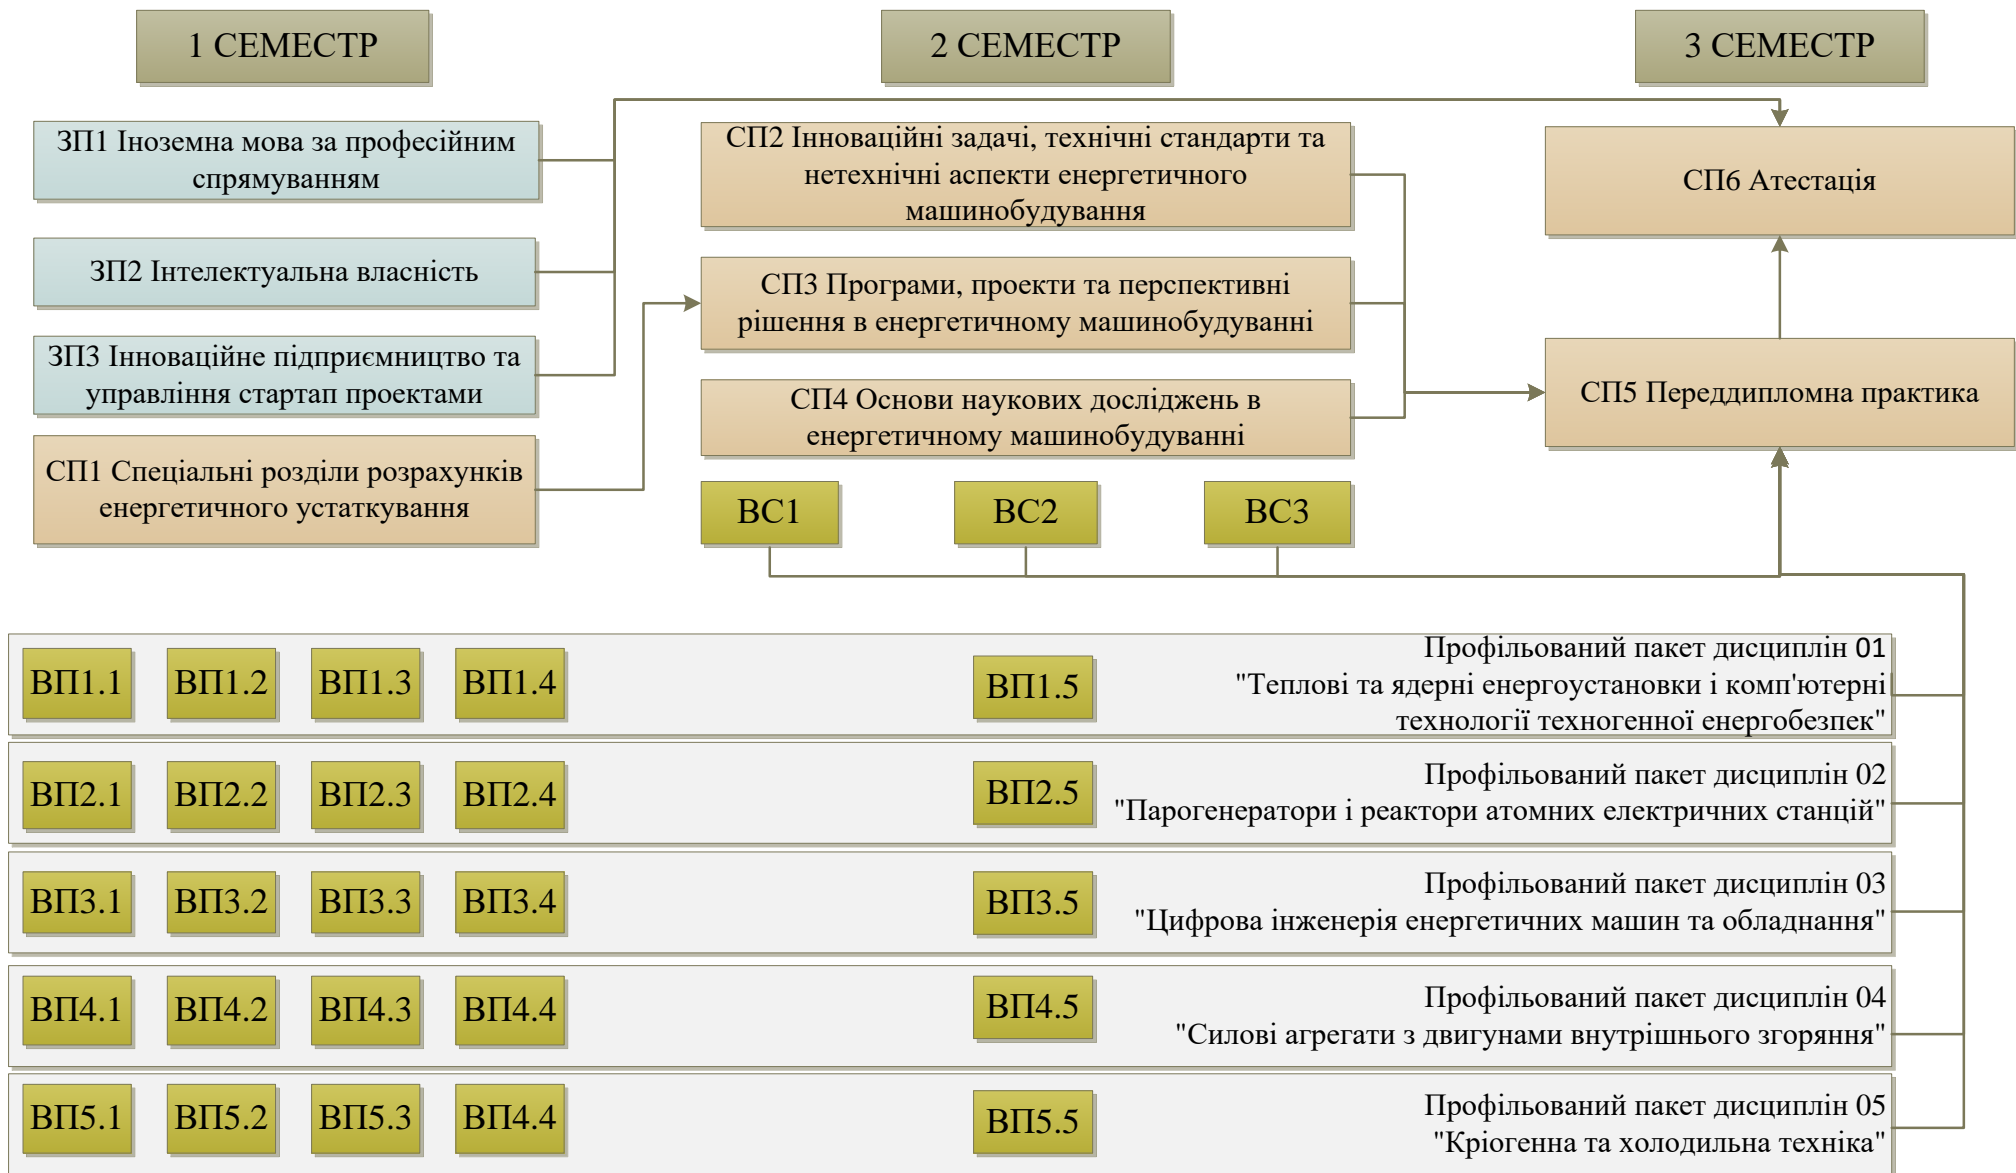 1 СЕМЕСТР
2 СЕМЕСТР
3 СЕМЕСТР
ЗП1 Іноземна мова за професійним
спрямуванням
ЗП2 Інтелектуальна власність
ЗП3 Інноваційне підприємництво та
управління стартап проектами
СП1 Спеціальні розділи розрахунків
енергетичного устаткування
СП2 Інноваційні задачі, технічні стандарти та
нетехнічні аспекти енергетичного
машинобудування
СП3 Програми, проекти та перспективні
рішення в енергетичному машинобудуванні
СП4 Основи наукових досліджень в
енергетичному машинобудуванні
СП6 Атестація
СП5 Переддипломна практика
ВС1
ВС2
ВС3
ВП1.1
ВП1.2
ВП1.3
ВП1.4
ВП1.5
Профільований пакет дисциплін 01
"Теплові та ядерні енергоустановки і комп'ютерні
технології техногенної енергобезпек"
ВП2.1
ВП2.2
ВП2.3
ВП2.4
ВП2.5
Профільований пакет дисциплін 02
"Парогенератори і реактори атомних електричних станцій"
ВП3.1
ВП3.2
ВП3.3
ВП3.4
ВП3.5
Профільований пакет дисциплін 03
"Цифрова інженерія енергетичних машин та обладнання"
ВП4.1
ВП4.2
ВП4.3
ВП4.4
ВП4.5
Профільований пакет дисциплін 04
"Силові агрегати з двигунами внутрішнього згоряння"
ВП5.1
ВП5.2
ВП5.3
ВП4.4
ВП5.5
Профільований пакет дисциплін 05
"Кріогенна та холодильна техніка"